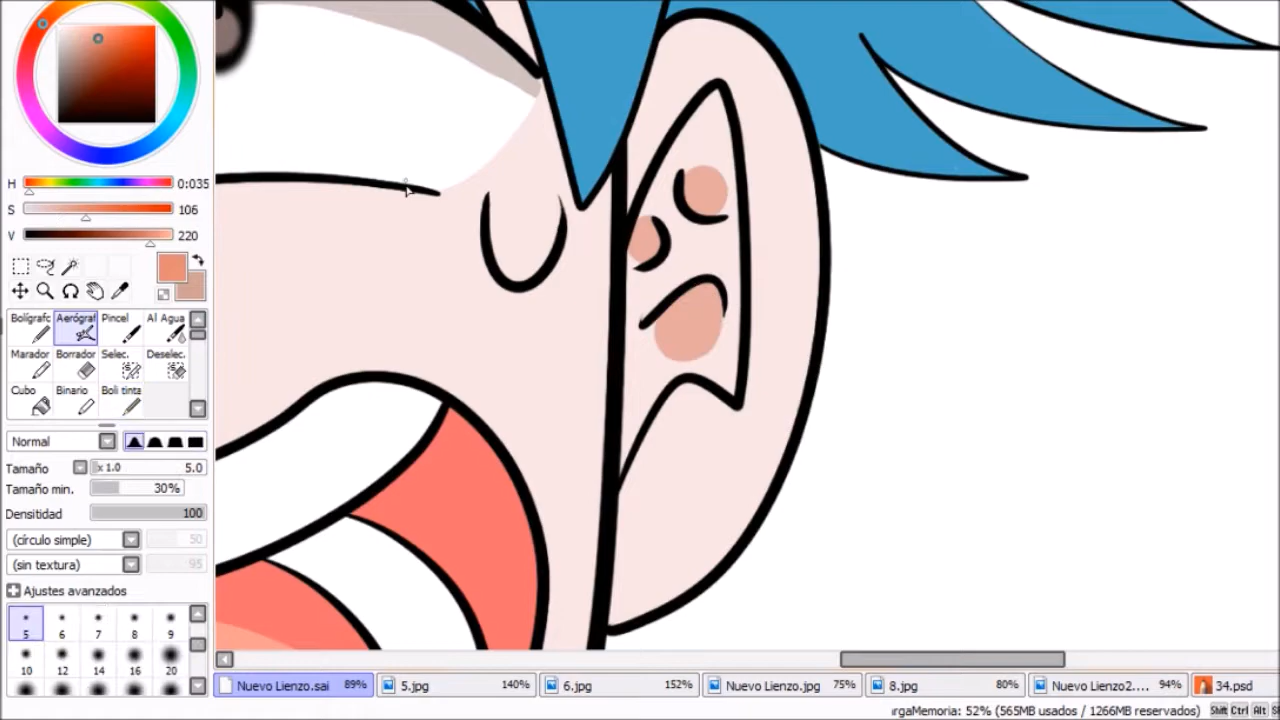 H 0:035
S 106
V 220
Bolígrafc Aerógraf Pincel Al Agua
Marador Borrador Selec. Deselec.
Cubo Binario Boli tinta
Normal
Tamaño x 1.0 5.0
Tamaño min. 30%
Densitidad 100
(círculo simple) 50
(sin textura) 95
Ajustes avanzados
5 6 7 8 9
10 12 14 16 20
Nuevo Lienzo.sai 89% 5.jpg 140% 6.jpg 152% Nuevo Lienzo.jpg 75% 8.jpg 80% Nuevo Lienzo2.... 94% 34.psd
ırgaMemoria: 52% (565MB usados / 1266MB reservados) Shift Ctrl Alt